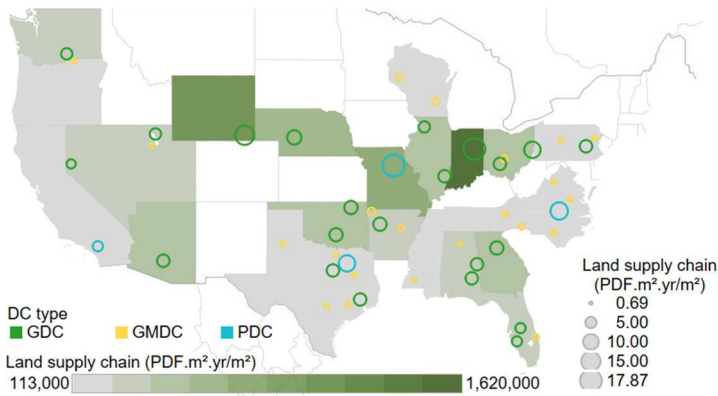 Land supply chain
(PDF.m².yr/m²)
0.69
5.00
10.00
15.00
17.87
DC type
GDC GMDC PDC
Land supply chain (PDF.m².yr/m²)
113,000 1,620,000